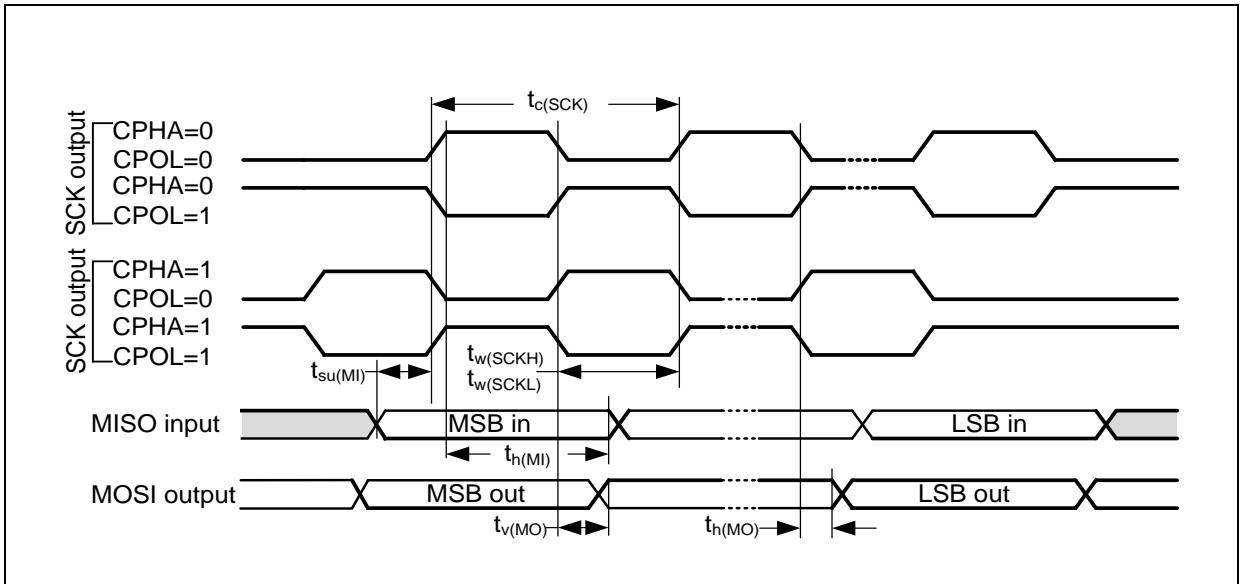 tc(SCK)
SCK output
CPHA=0
CPOL=0
CPHA=0
CPOL=1
SCK output
CPHA=1
CPOL=0
CPHA=1
CPOL=1
tsu(MI)
tw(SCKH)
tw(SCKL)
MISO input
MSB in
LSB in
th(MI)
MOSI output
MSB out
LSB out
tv(MO)
th(MO)